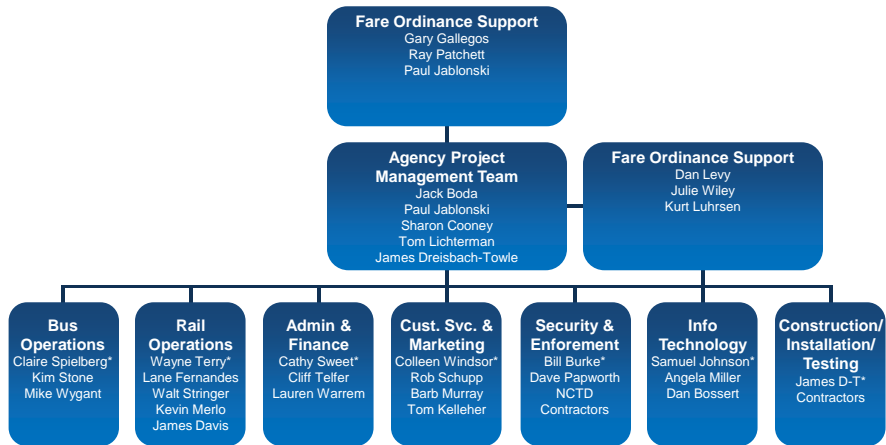 Fare Ordinance Support
Gary Gallegos
Ray Patchett
Paul Jablonski
Agency Project
Management Team
Jack Boda
Paul Jablonski
Sharon Cooney
Tom Lichterman
James Dreisbach-Towle
Fare Ordinance Support
Dan Levy
Julie Wiley
Kurt Luhrsen
Bus
Operations
Claire Spielberg*
Kim Stone
Mike Wygant
Rail
Operations
Wayne Terry*
Lane Fernandes
Walt Stringer
Kevin Merlo
James Davis
Admin &
Finance
Cathy Sweet*
Cliff Telfer
Lauren Warrem
Cust. Svc. &
Marketing
Colleen Windsor*
Rob Schupp
Barb Murray
Tom Kelleher
Security &
Enforement
Bill Burke*
Dave Papworth
NCTD
Contractors
Info
Technology
Samuel Johnson*
Angela Miller
Dan Bossert
Construction/
Installation/
Testing
James D-T*
Contractors